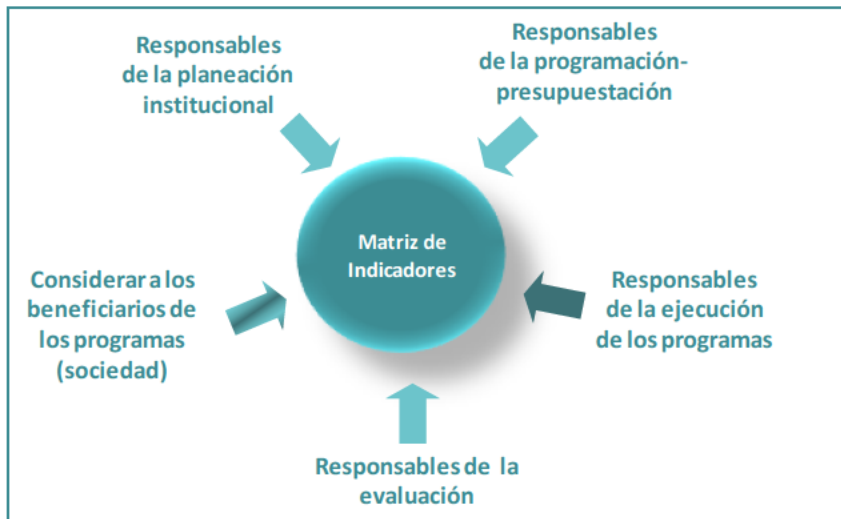 Responsables
de la planeación
institucional
Responsables
de la programación-
presupuestación
Matriz de
Indicadores
Considerar a los
beneficiarios de
los programas
(sociedad)
Responsables
de la ejecución
de los programas
Responsables de la
evaluación